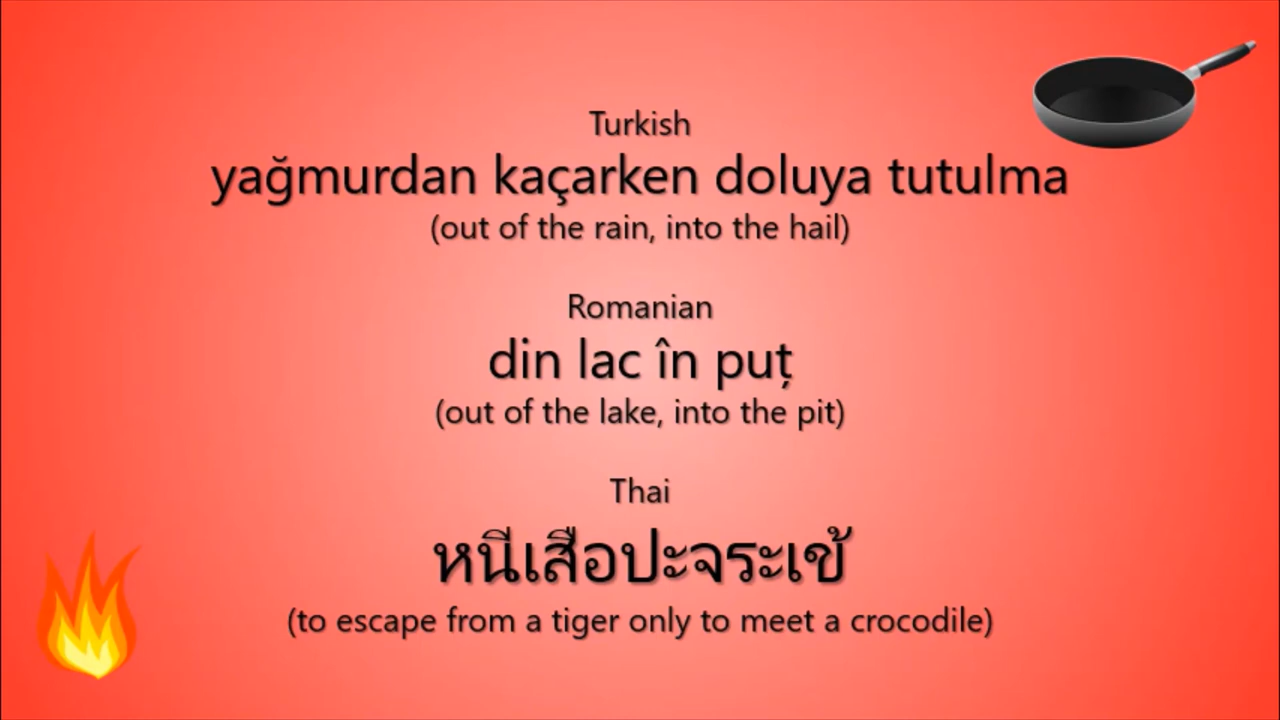 Turkish
yağmurdan kaçarken doluya tutulma
(out of the rain, into the hail)
Romanian
din lac în puț
(out of the lake, into the pit)
Thai
หนีเสือปะจระเข้
(to escape from a tiger only to meet a crocodile)